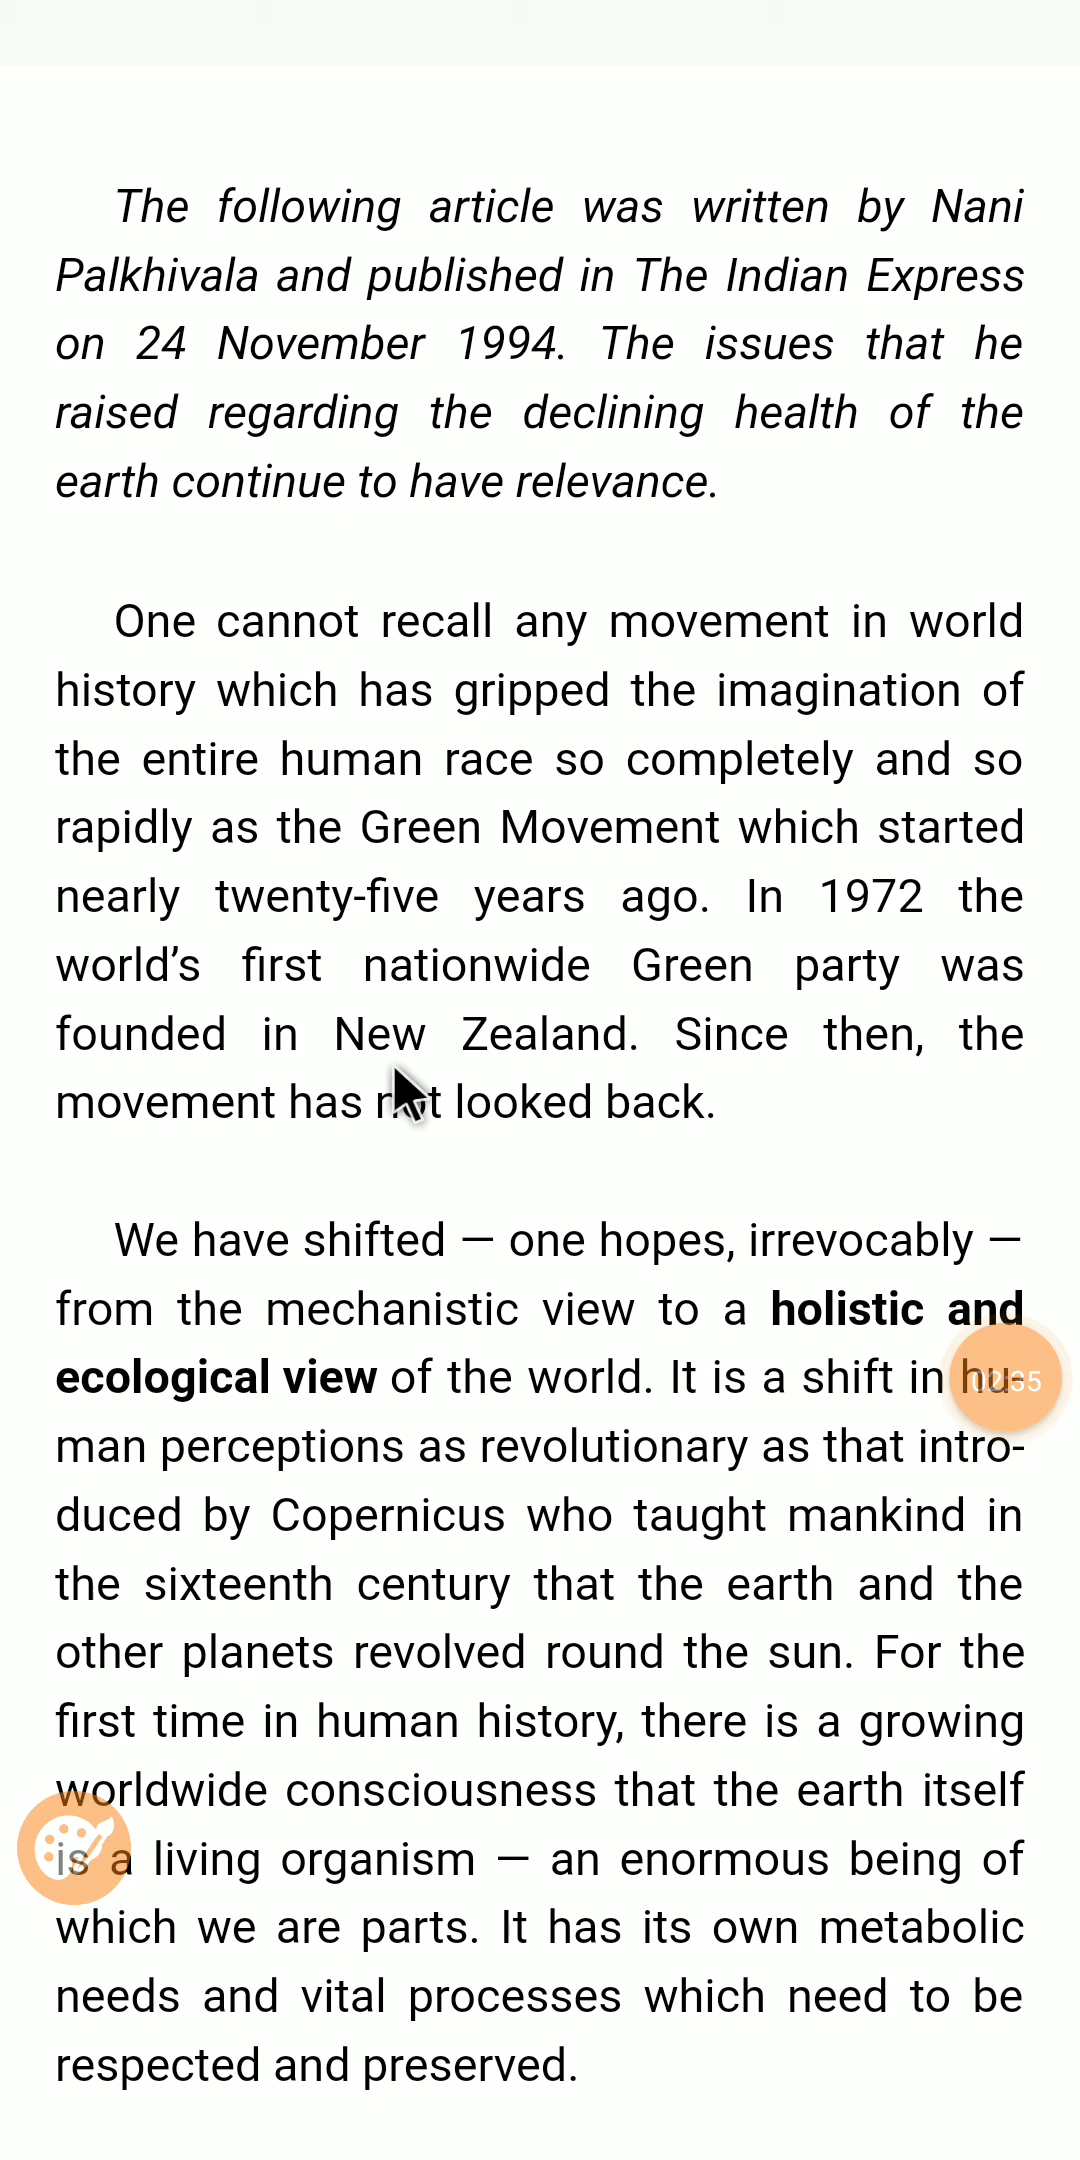 The following article was written by Nani
Palkhivala and published in The Indian Express
on 24 November 1994. The issues that he
raised regarding the declining health of the
earth continue to have relevance.
One cannot recall any movement in world
history which has gripped the imagination of
the entire human race so completely and so
rapidly as the Green Movement which started
nearly twenty-five years ago. In 1972 the
world’s first nationwide Green party was
founded in New Zealand. Since then, the
movement has not looked back.
We have shifted — one hopes, irrevocably —
from the mechanistic view to a holistic and
ecological view of the world. It is a shift in hu-
02:35
man perceptions as revolutionary as that intro-
duced by Copernicus who taught mankind in
the sixteenth century that the earth and the
other planets revolved round the sun. For the
first time in human history, there is a growing
worldwide consciousness that the earth itself
is a living organism — an enormous being of
which we are parts. It has its own metabolic
needs and vital processes which need to be
respected and preserved.